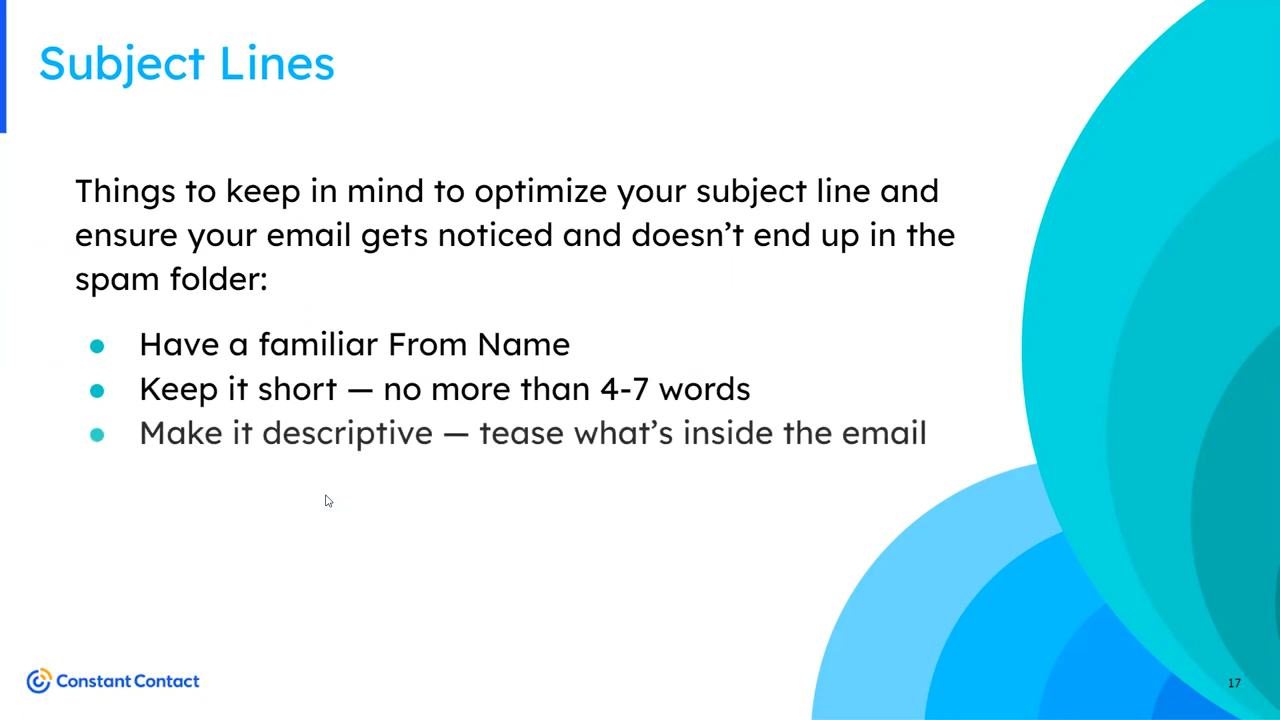 Subject Lines
Things to keep in mind to optimize your subject line and
ensure your email gets noticed and doesn’t end up in the
spam folder:
● Have a familiar From Name
● Keep it short — no more than 4-7 words
● Make it descriptive — tease what’s inside the email
Constant Contact
17